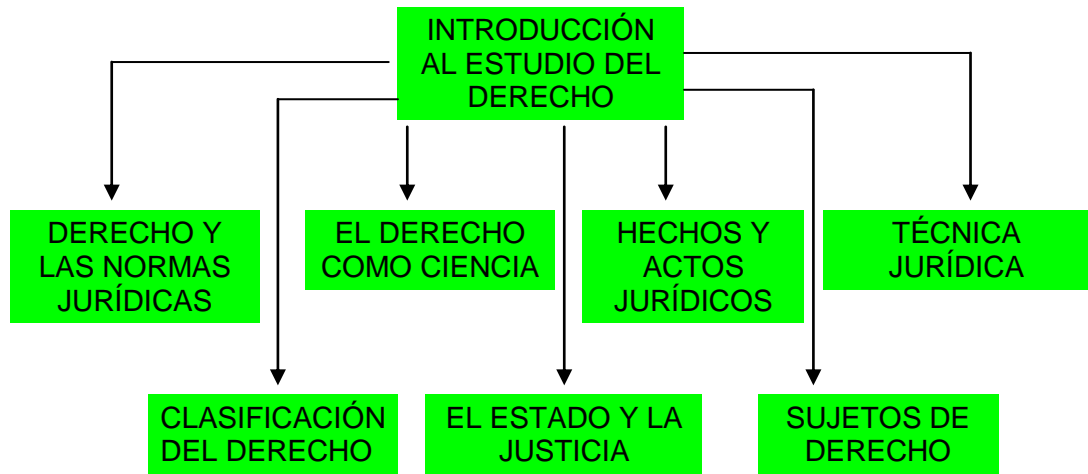 INTRODUCCIÓN
AL ESTUDIO DEL
DERECHO
DERECHO Y
LAS NORMAS
JURÍDICAS
EL DERECHO
COMO CIENCIA
HECHOS Y
ACTOS
JURÍDICOS
TÉCNICA
JURÍDICA
CLASIFICACIÓN
DEL DERECHO
EL ESTADO Y LA
JUSTICIA
SUJETOS DE
DERECHO